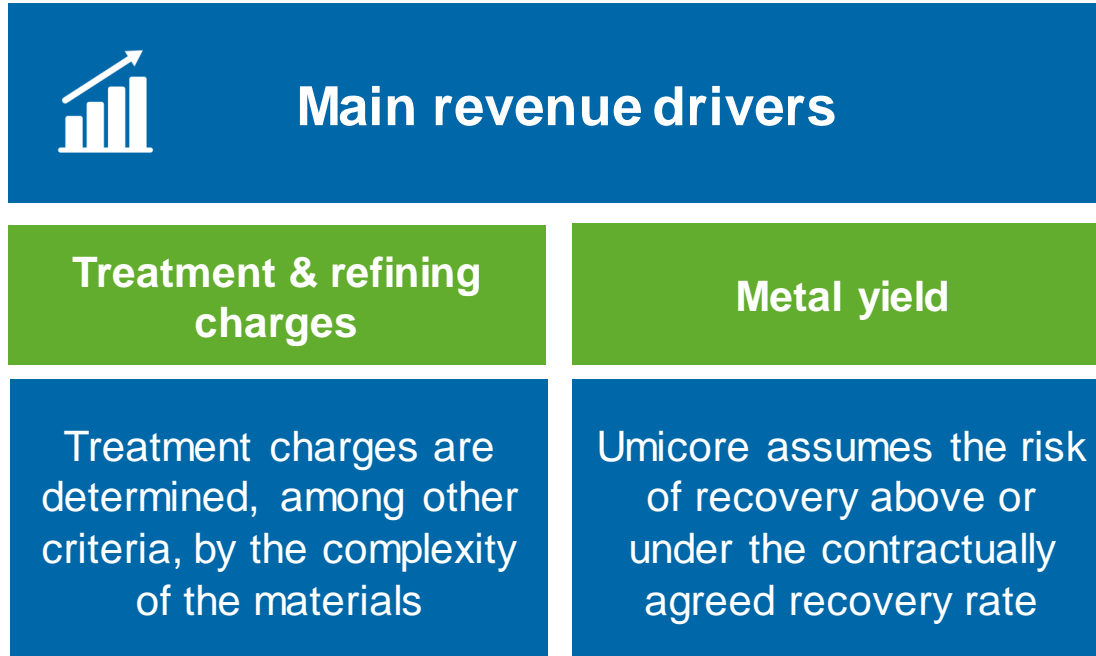 Main revenue drivers
Treatment & refining
charges
Metal yield
Treatment charges are
determined, among other
criteria, by the complexity
of the materials
Umicore assumes the risk
of recovery above or
under the contractually
agreed recovery rate